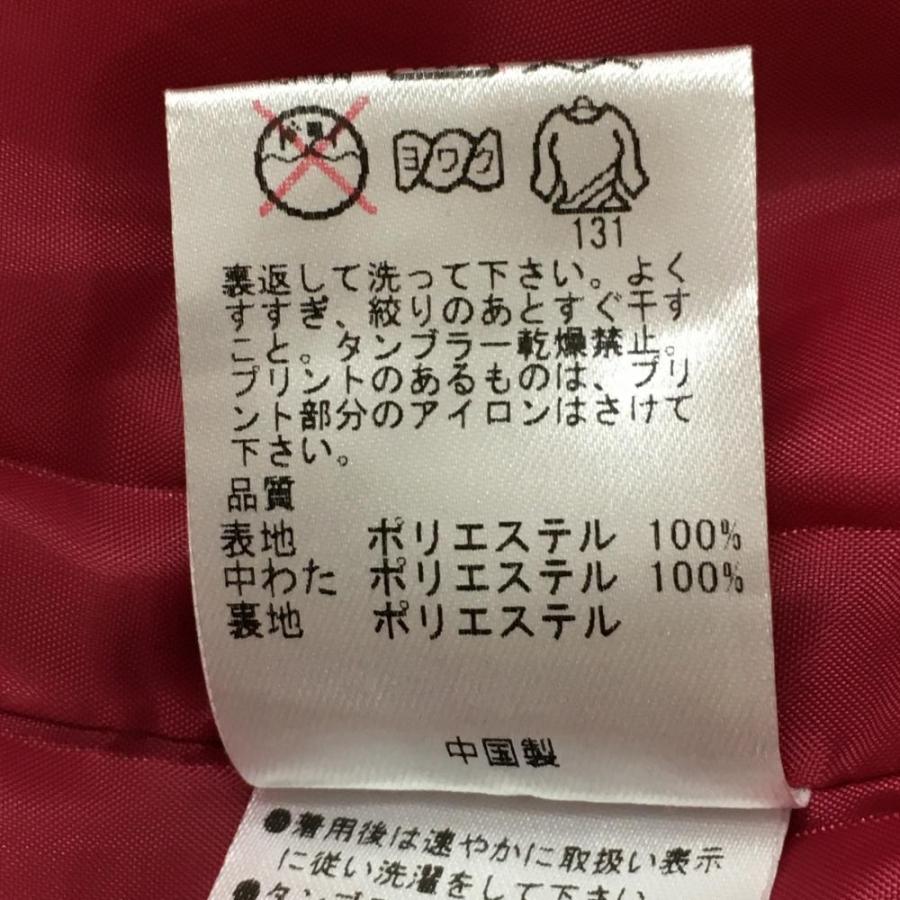 ドライ
ヨワク
131
裏返して洗って下さい。よく
すすぎ、絞りのあとすぐ干す
こと。タンブラー乾燥禁止。
プリントのあるものは、プリ
ント部分のアイロンはさけて
下さい。
品質
表地 ポリエステル 100%
中わた ポリエステル 100%
裏地 ポリエステル
中国製
●着用後は速やかに取扱い表示
に従い洗濯をして下さい